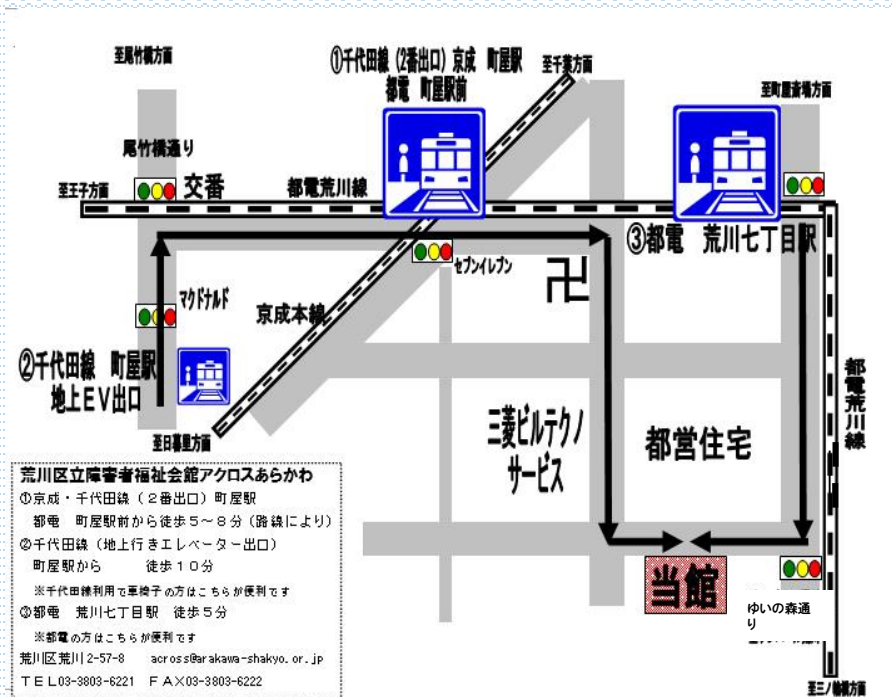 至尾竹橋方面
①千代田線（2番出口）京成 町屋駅
都電 町屋駅前
至千葉方面
至町屋斎場方面
尾竹橋通り
至王子方面
交番
都電荒川線
③都電 荒川七丁目駅
セブンイレブン
卍
マクドナルド
京成本線
②千代田線 町屋駅
地上EV出口
都電荒川線
至日暮里方面
三菱ビルテクノ
サービス
都営住宅
当館
ゆいの森通
り
至三ノ輪方面
荒川区立障害者福祉会館アクロスあらかわ
①京成・千代田線（２番出口）町屋駅
都電 町屋駅前から徒歩５～８分（路線により）
②千代田線（地上行きエレベーター出口）
町屋駅から 徒歩１０分
※千代田線利用で車椅子の方はこちらが便利です
③都電 荒川七丁目駅 徒歩５分
※都電の方はこちらが便利です
荒川区荒川2-57-8 across@arakawa-shakyo.or.jp
ＴＥＬ03-3803-6221 ＦＡＸ03-3803-6222